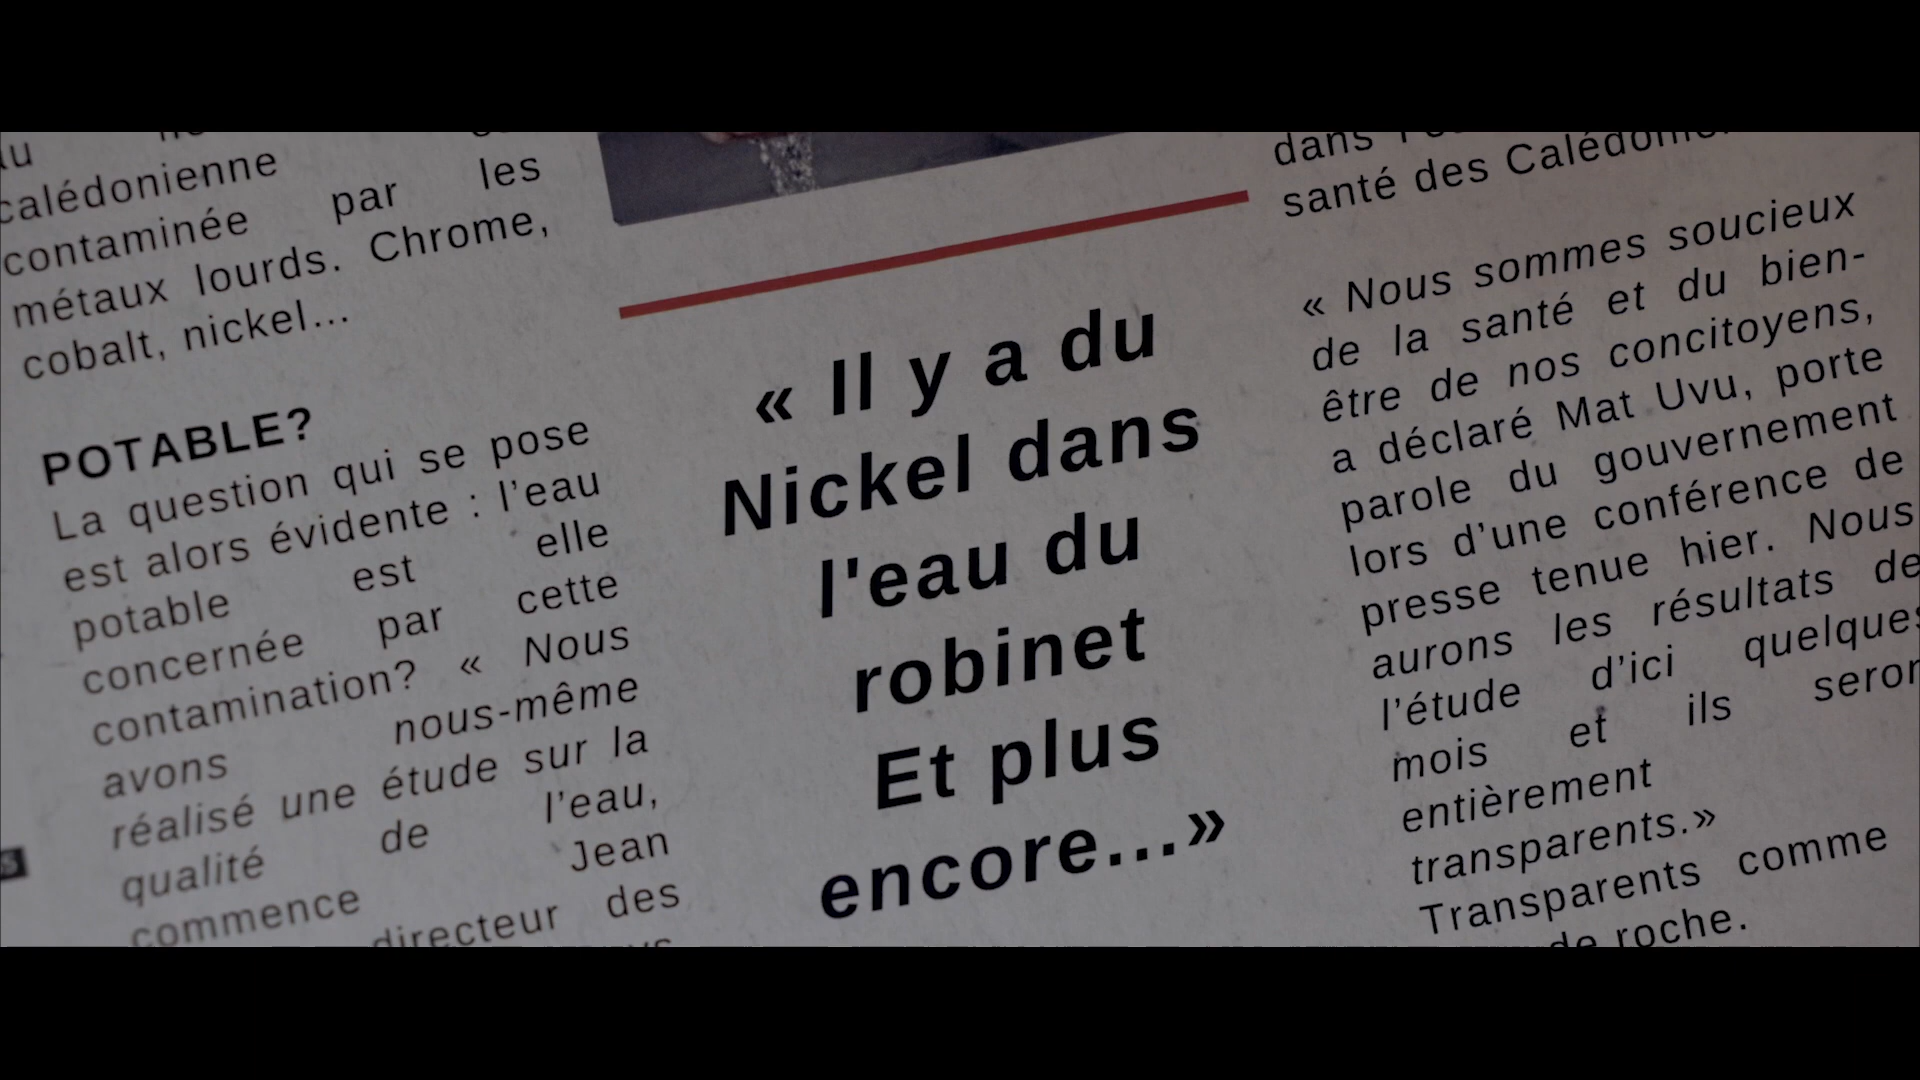 calédonienne
contaminée par les
métaux lourds. Chrome,
cobalt, nickel...
POTABLE?
La question qui se pose
est alors évidente : l’eau
potable est elle
concernée par cette
contamination? « Nous
avons nous-même
réalisé une étude sur la
qualité de l’eau,
commence Jean
directeur des
« Il y a du
Nickel dans
l'eau du
robinet
Et plus
encore...»
dans
santé des
« Nous sommes soucieux
de la santé et du bien-
être de nos concitoyens,
a déclaré Mat Uvu, porte
parole du gouvernement
lors d’une conférence de
presse tenue hier. Nous
aurons les résultats de
l’étude d’ici quelques
mois et ils
entièrement
transparents.»
Transparents comme
de roche.